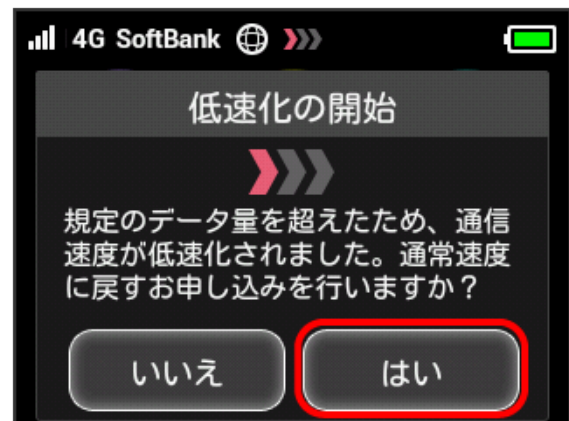 4G SoftBank
低速化の開始
規定のデータ量を超えたため、通信
速度が低速化されました。通常速度
に戻すお申し込みを行いますか？
いいえ
はい